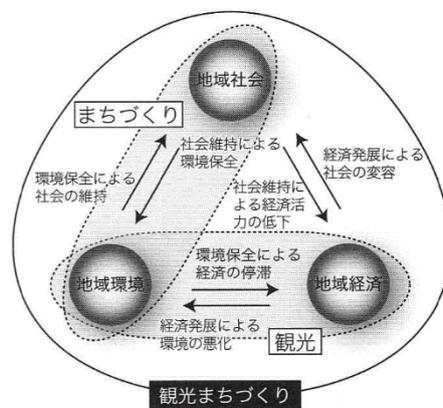 地域社会
まちづくり
社会維持による
環境保全
経済発展による
社会の変容
環境保全による
社会の維持
社会維持に
よる経済活
力の低下
環境保全による
経済の停滞
地域環境
地域経済
経済発展による
環境の悪化
観光
観光まちづくり